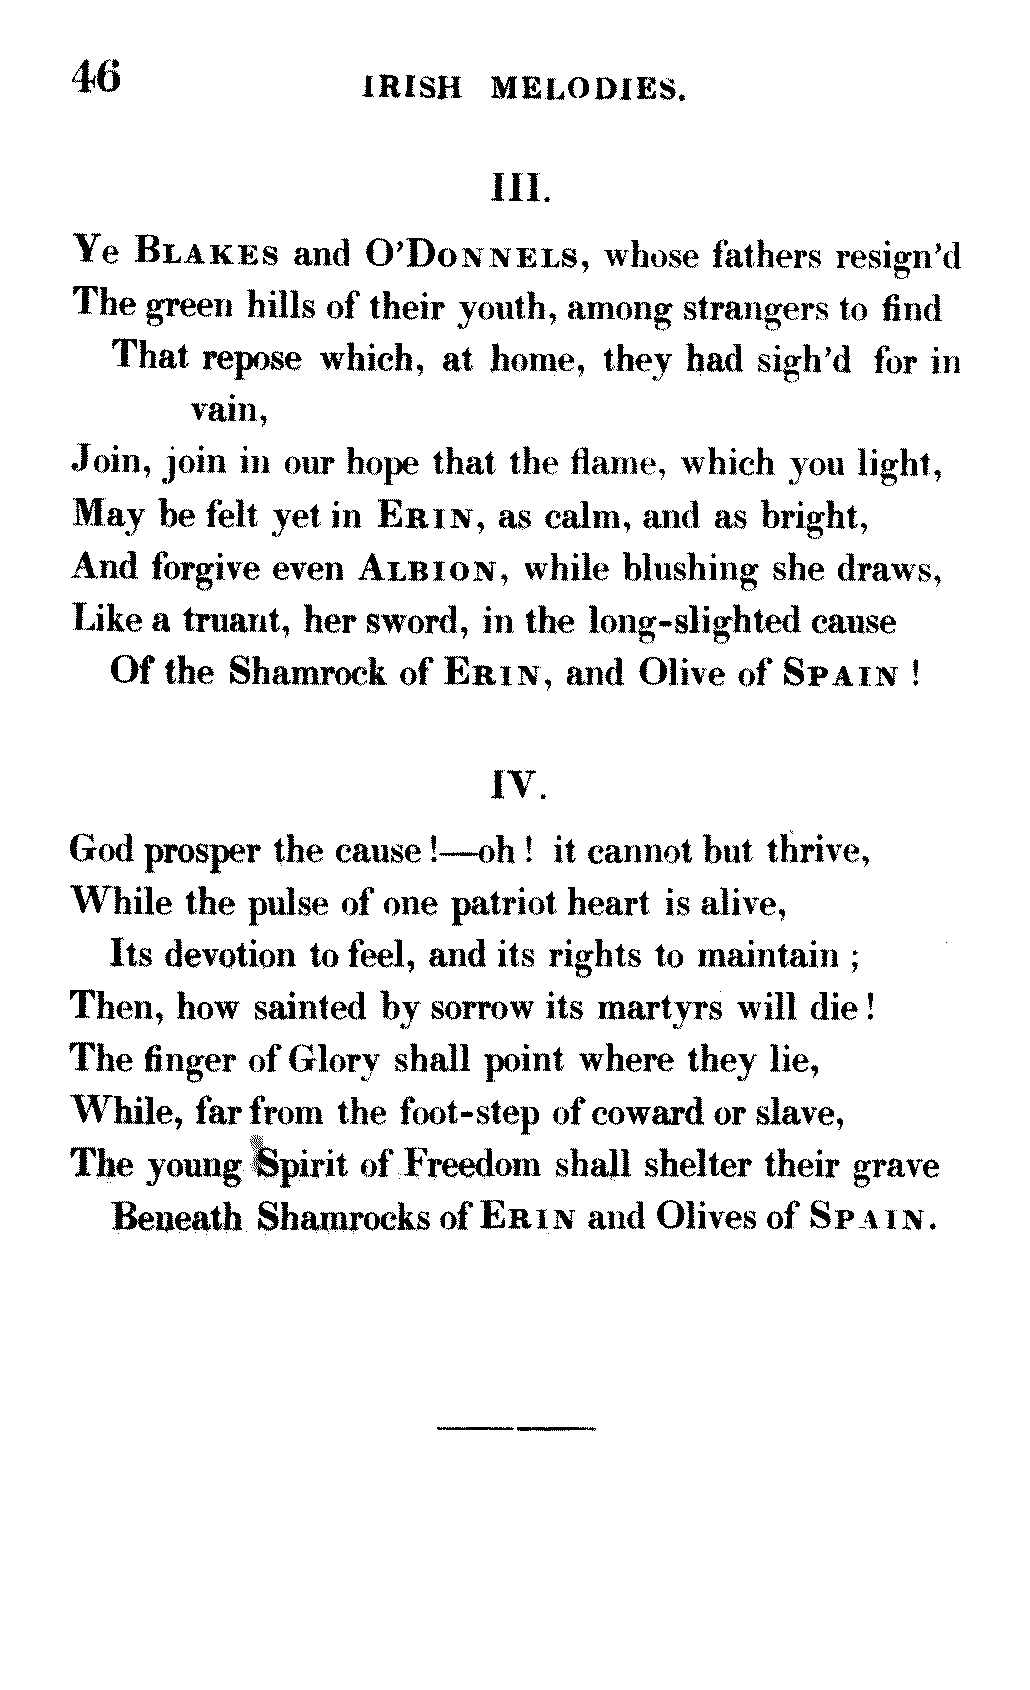 46
IRISH MELODIES.
III.
Ye BLAKES and O'DONNELS, whose fathers resign'd
The green hills of their youth, among strangers to find
That repose which, at home, they had sigh'd for in
vain,
Join, join in our hope that the flame, which you light,
May be felt yet in ERIN, as calm, and as bright,
And forgive even ALBION, while blushing she draws,
Like a truant, her sword, in the long-slighted cause
Of the Shamrock of ERIN, and Olive of SPAIN !
IV.
God prosper the cause !—oh ! it cannot but thrive,
While the pulse of one patriot heart is alive,
Its devotion to feel, and its rights to maintain ;
Then, how sainted by sorrow its martyrs will die !
The finger of Glory shall point where they lie,
While, far from the foot-step of coward or slave,
The young Spirit of Freedom shall shelter their grave
Beneath Shamrocks of ERIN and Olives of SPAIN.